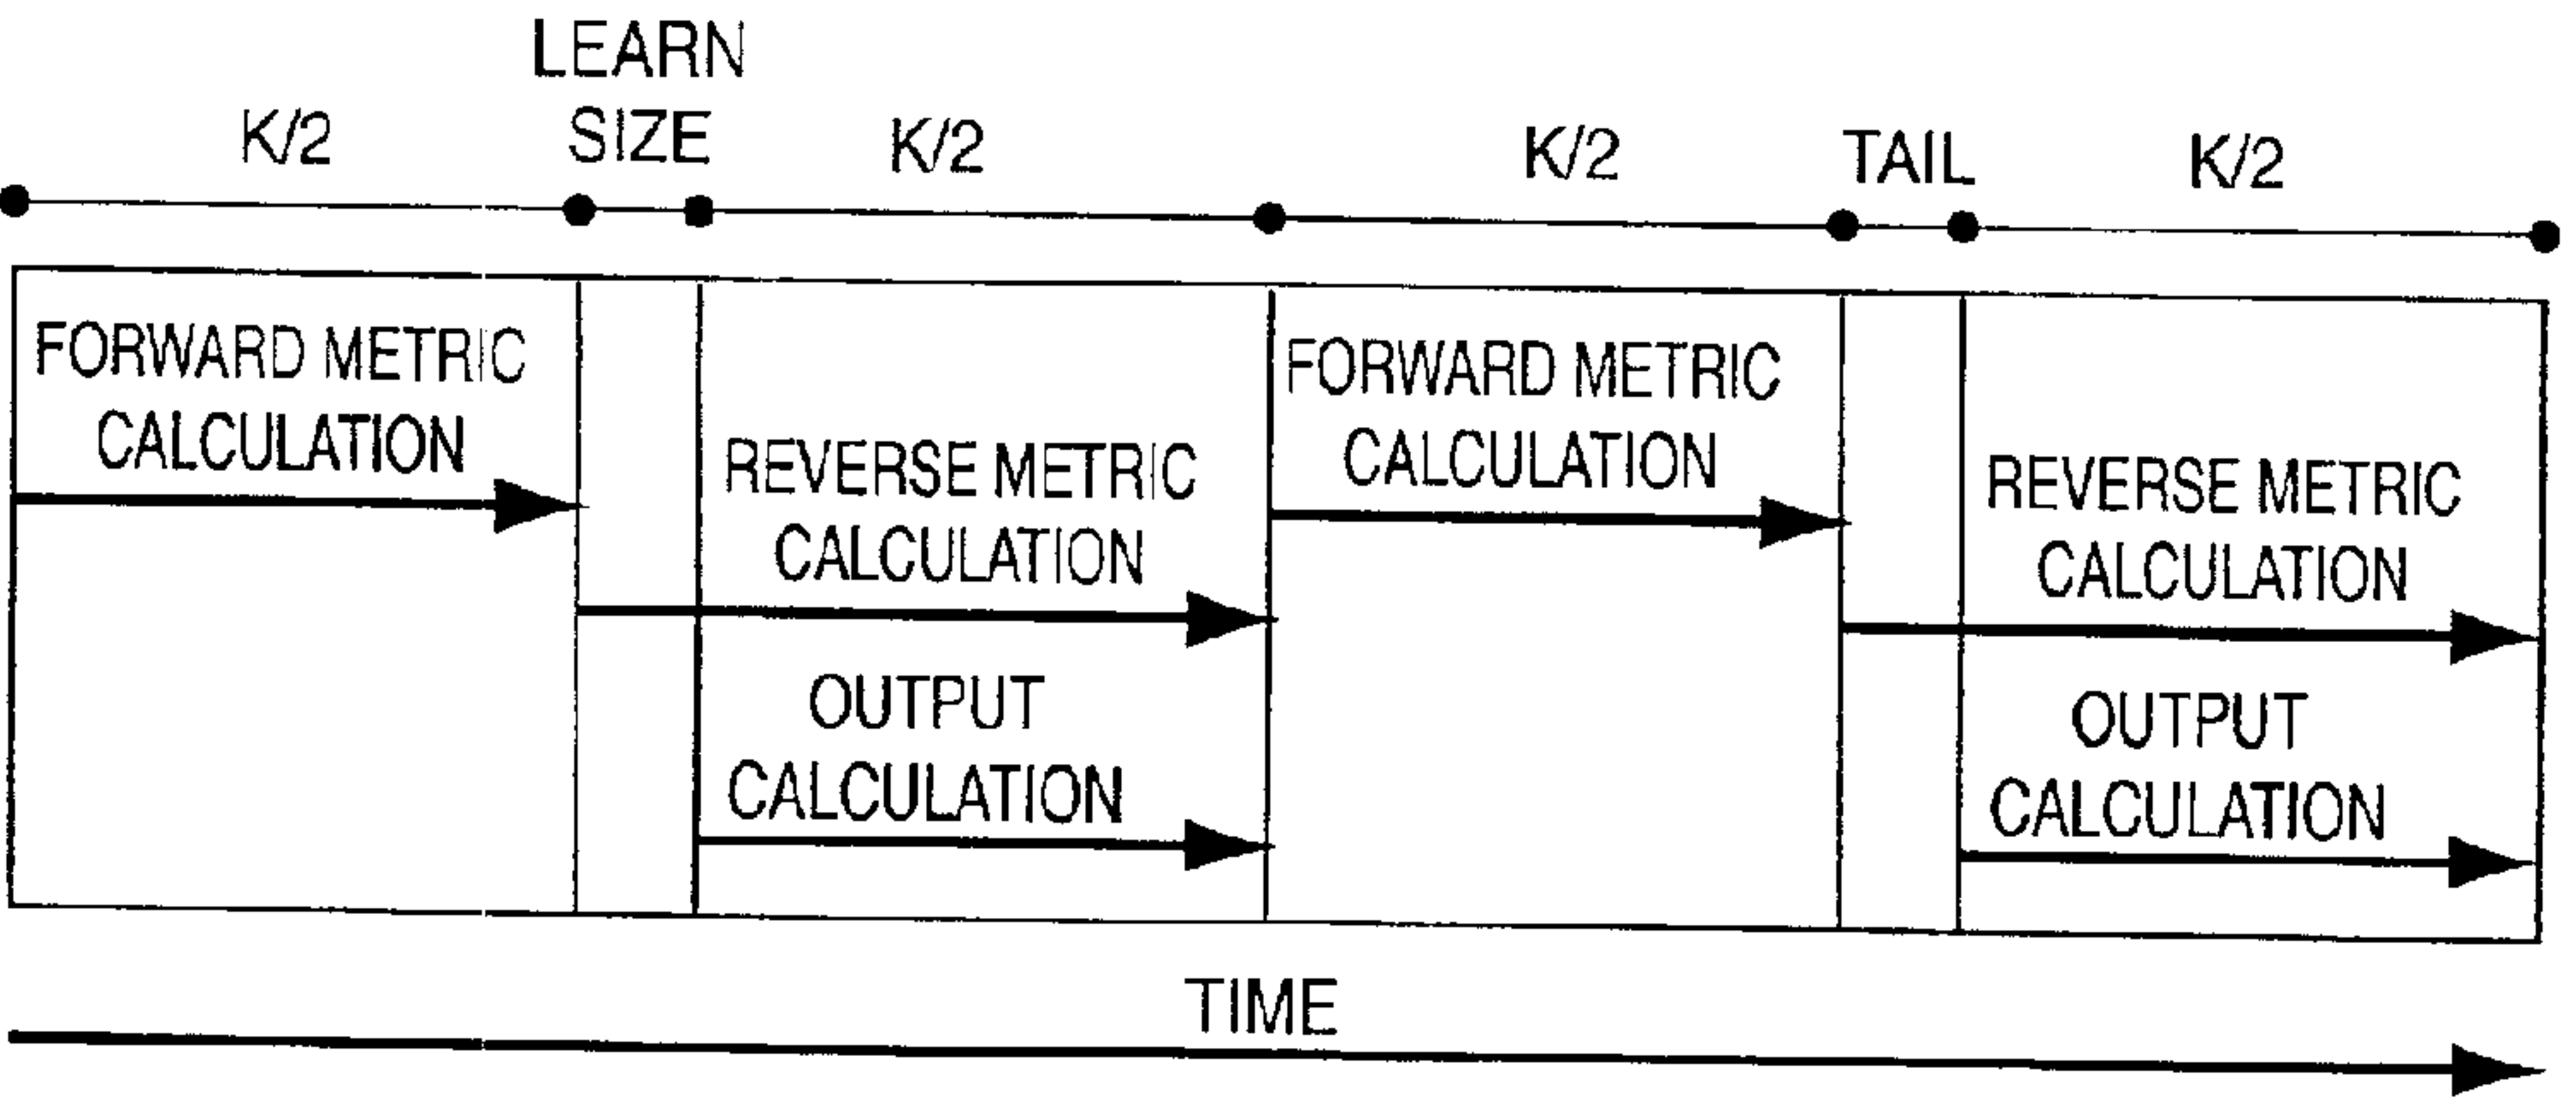 LEARN
SIZE
K/2
K/2
K/2
TAIL
K/2
FORWARD METRIC
CALCULATION
REVERSE METRIC
CALCULATION
OUTPUT
CALCULATION
FORWARD METRIC
CALCULATION
REVERSE METRIC
CALCULATION
OUTPUT
CALCULATION
TIME